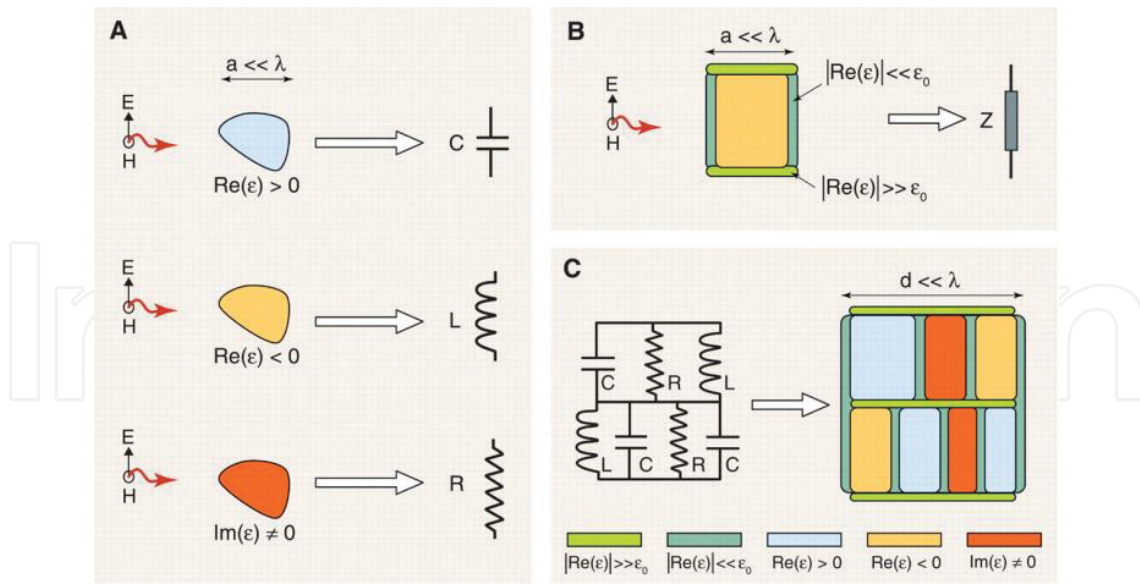 A
a << λ
E
H
Re(ε) > 0
C
E
H
Re(ε) < 0
L
E
H
Im(ε) ≠ 0
R
B
a << λ
E
H
|Re(ε)|<<ε₀
|Re(ε)|>> ε₀
Z
C
d << λ
C R L
L C R C
|Re(ε)|>>ε₀ |Re(ε)|<<ε₀ Re(ε) > 0 Re(ε) < 0 Im(ε) ≠ 0